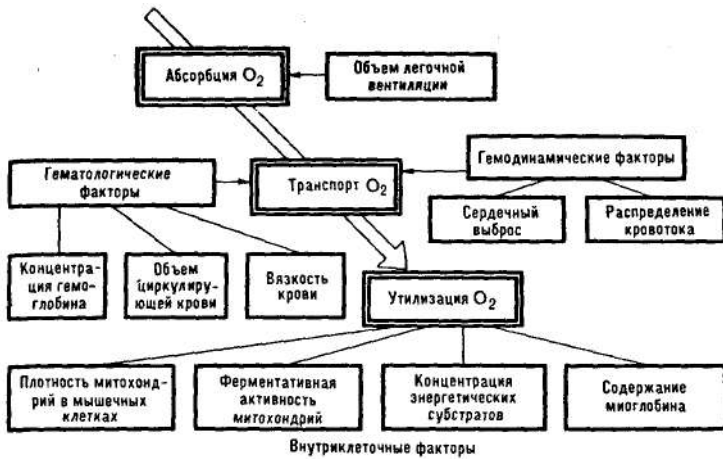 Абсорбция O2
Объем легочной
вентиляции
Гематологические
факторы
Транспорт O2
Гемодинамические факторы
Сердечный
выброс
Распределение
кровотока
Концентра-
ция гемо-
глобина
Объем
циркулирую-
щей крови
Вязкость
крови
Утилизация O2
Плотность митохонд-
рий в мышечных
клетках
Ферментативная
активность
митохондрий
Концентрация
энергетических
субстратов
Содержание
миоглобина
Внутриклеточные факторы